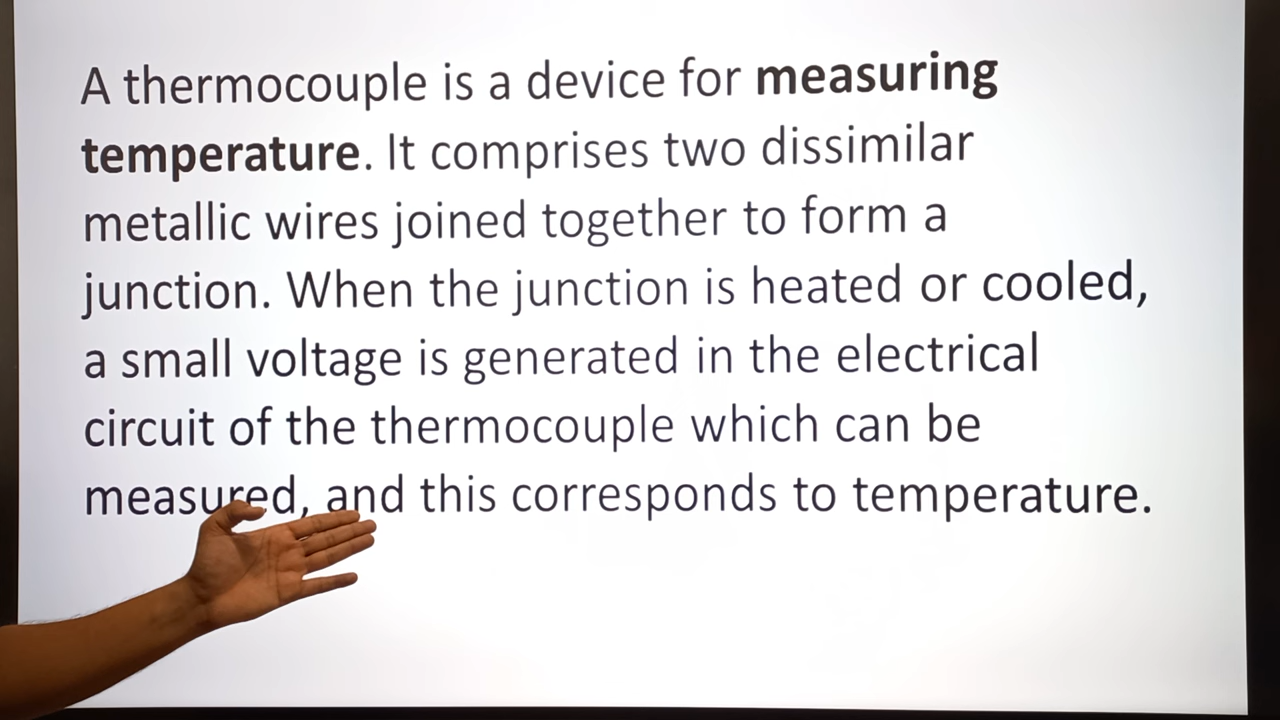 A thermocouple is a device for measuring
temperature. It comprises two dissimilar
metallic wires joined together to form a
junction. When the junction is heated or cooled,
a small voltage is generated in the electrical
circuit of the thermocouple which can be
measured, and this corresponds to temperature.